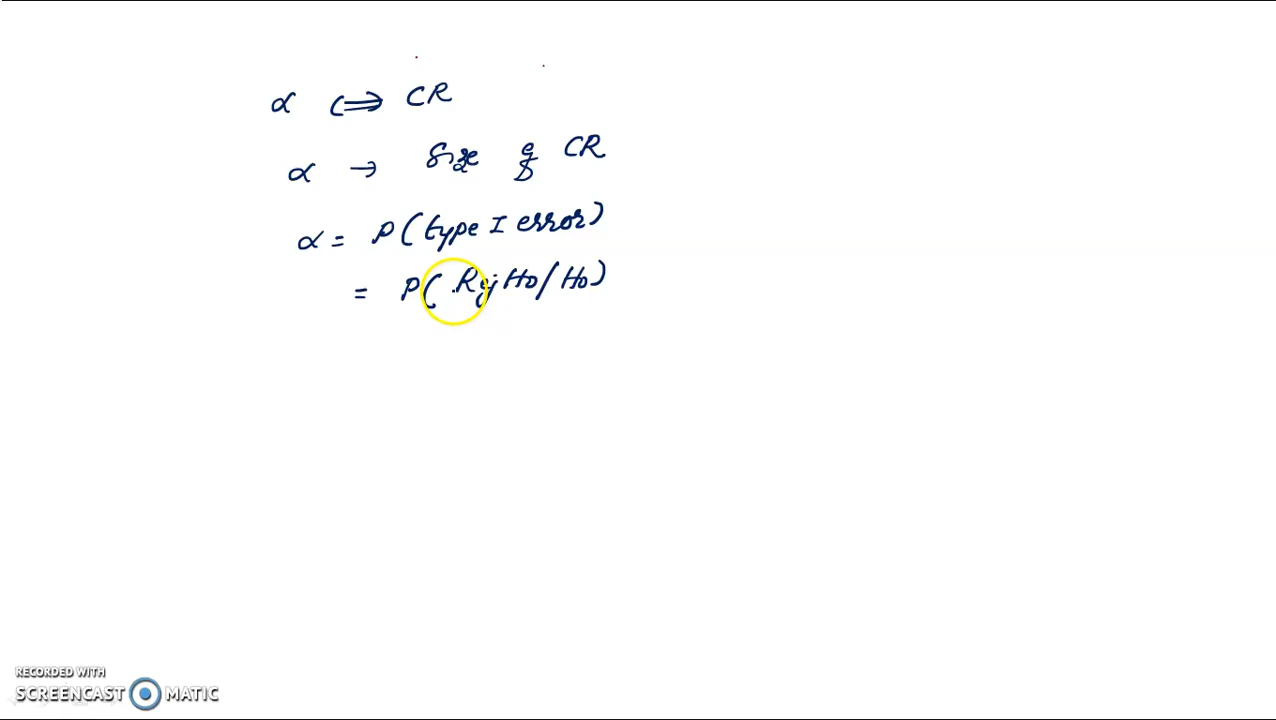 α ⟺ CR
α → Size of CR
α = P(type I error)
= P(Rej H0/H0)
RECORDED WITH
SCREENCAST MATIC